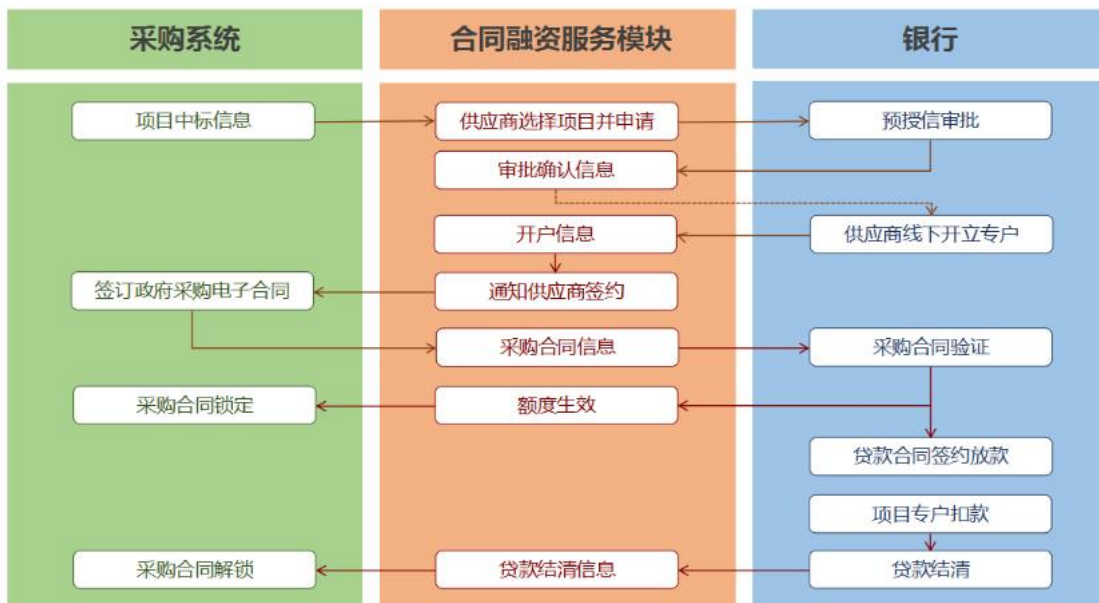 采购系统
合同融资服务模块
银行
项目中标信息
供应商选择项目并申请
预授信审批
审批确认信息
开户信息
供应商线下开立专户
签订政府采购电子合同
通知供应商签约
采购合同信息
采购合同验证
采购合同锁定
额度生效
贷款合同签约放款
项目专户扣款
采购合同解锁
贷款结清信息
贷款结清